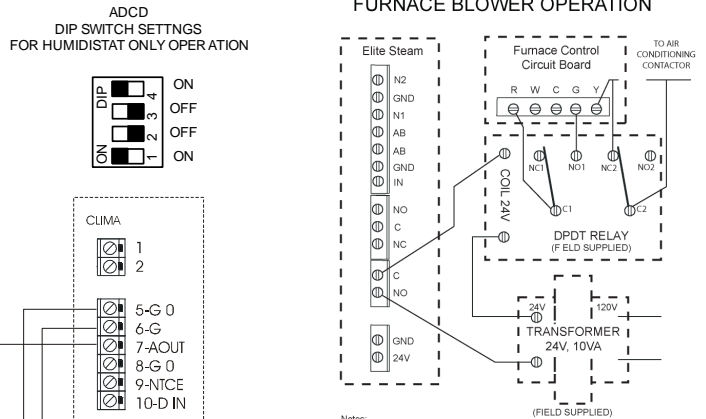 ADCD
DIP SWITCH SETTNGS
FOR HUMIDISTAT ONLY OPERATION
DIP
ON
4
ON
3
OFF
2
OFF
1
ON
CLIMA
1
2
5-G 0
6-G
7-AOUT
8-G 0
9-NTCE
10-D IN
FURNACE BLOWER OPERATION
Elite Steam
N2
GND
N1
AB
AB
GND
IN
NO
C
NC
C
NO
GND
24V
Furnace Control
Circuit Board
R W C G Y
TO AIR
CONDITIONING
CONTACTOR
COIL 24V
NC1 NO1 NC2 NO2
C1 C2
DPDT RELAY
(F ELD SUPPLIED)
24V 120V
TRANSFORMER
24V, 10VA
(FIELD SUPPLIED)
Notes: